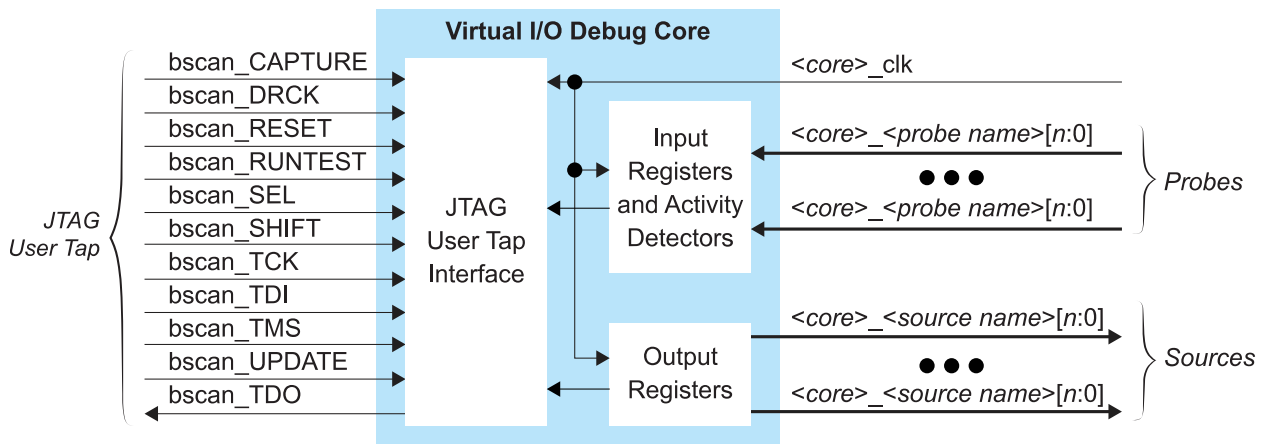 Virtual I/O Debug Core
JTAG
User Tap
bscan_CAPTURE
bscan_DRCK
bscan_RESET
bscan_RUNTEST
bscan_SEL
bscan_SHIFT
bscan_TCK
bscan_TDI
bscan_TMS
bscan_UPDATE
bscan_TDO
JTAG
User Tap
Interface
Input
Registers
and Activity
Detectors
Output
Registers
<core>_clk
<core>_<probe name>[n:0]
<core>_<probe name>[n:0]
Probes
<core>_<source name>[n:0]
<core>_<source name>[n:0]
Sources